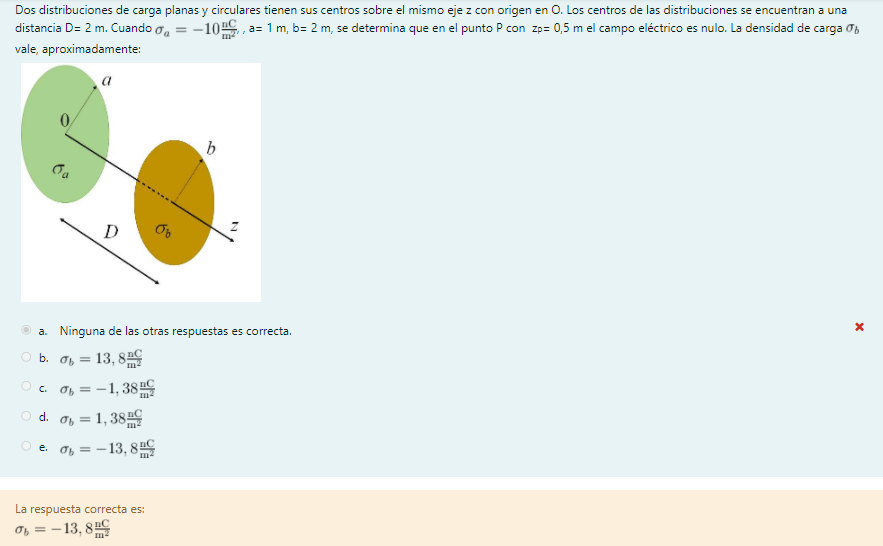 Dos distribuciones de carga planas y circulares tienen sus centros sobre el mismo eje z con origen en O. Los centros de las distribuciones se encuentran a una
distancia D= 2 m. Cuando σₐ = −10 nC/m², , a= 1 m, b= 2 m, se determina que en el punto P con zp= 0,5 m el campo eléctrico es nulo. La densidad de carga σb
vale, aproximadamente:
a
0
b
σₐ
D
σb
z
a. Ninguna de las otras respuestas es correcta.
b. σb = 13, 8 nC/m²
c. σb = −1, 38 nC/m²
d. σb = 1, 38 nC/m²
e. σb = −13, 8 nC/m²
La respuesta correcta es:
σb = −13, 8 nC/m²